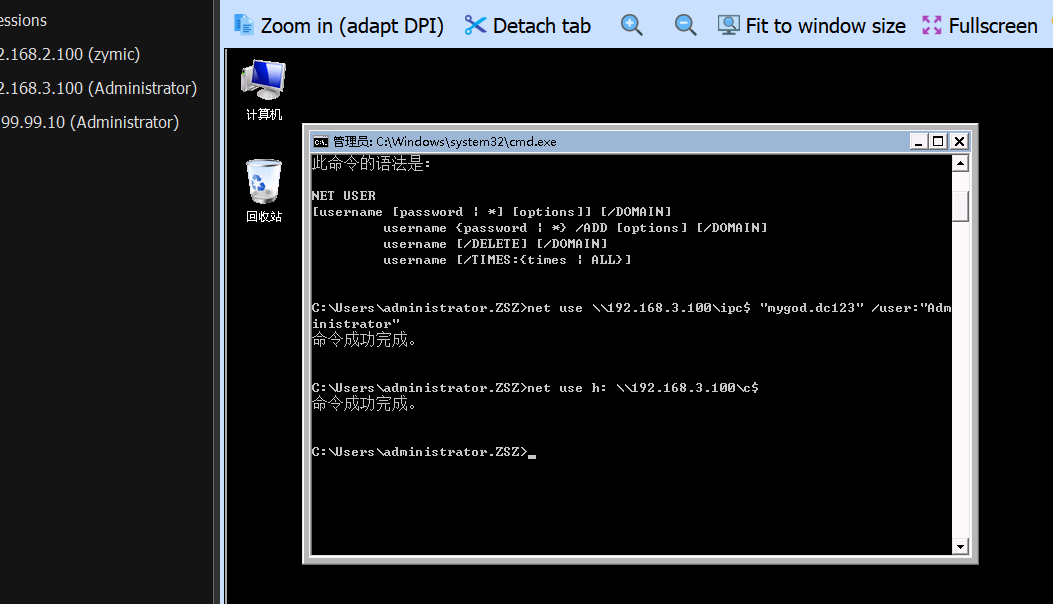 essions
2.168.2.100 (zymic)
2.168.3.100 (Administrator)
99.99.10 (Administrator)
Zoom in (adapt DPI)
Detach tab
Fit to window size
Fullscreen
计算机
回收站
管理员: C:\Windows\system32\cmd.exe
此命令的语法是:
NET USER
[username [password | *] [options]] [/DOMAIN]
username {password | *} /ADD [options] [/DOMAIN]
username [/DELETE] [/DOMAIN]
username [/TIMES:{times | ALL}]
C:\Users\administrator.ZSZ>net use \\192.168.3.100\ipc$ "mygod.dc123" /user:"Adm
inistrator"
命令成功完成。
C:\Users\administrator.ZSZ>net use h: \\192.168.3.100\c$
命令成功完成。
C:\Users\administrator.ZSZ>